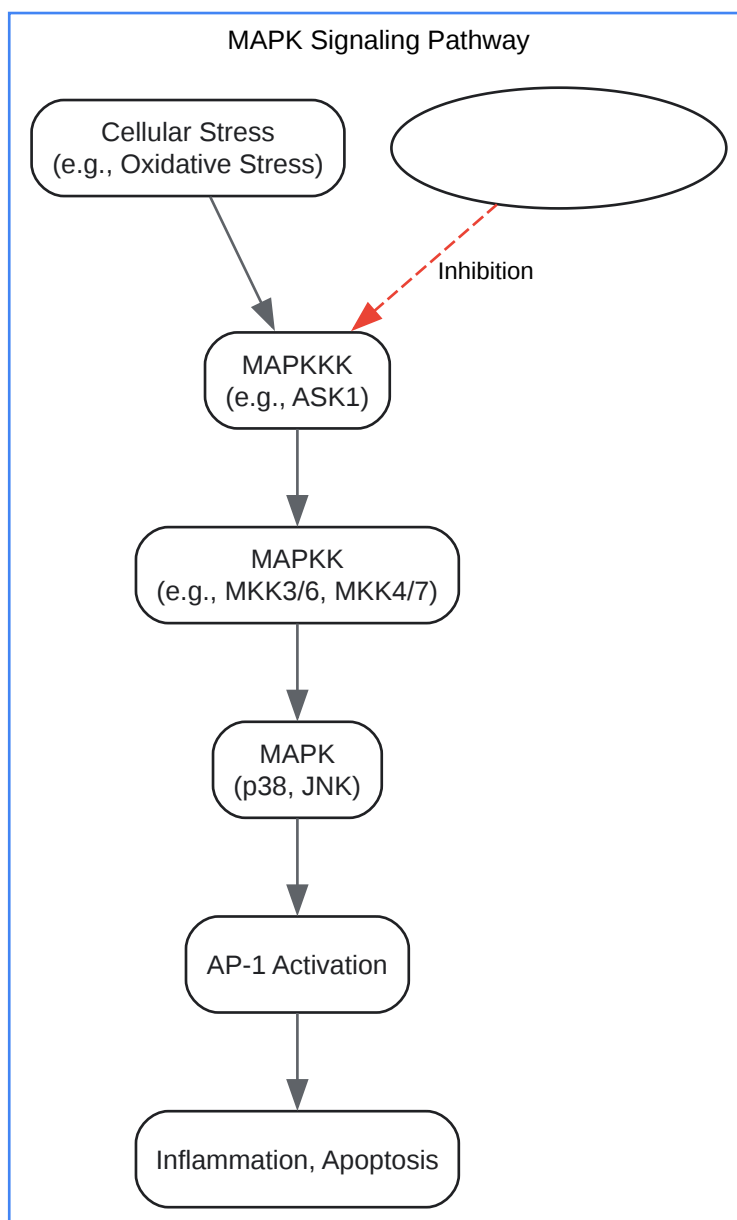 MAPK Signaling Pathway
Cellular Stress
(e.g., Oxidative Stress)
Inhibition
MAPKKK
(e.g., ASK1)
MAPKK
(e.g., MKK3/6, MKK4/7)
MAPK
(p38, JNK)
AP-1 Activation
Inflammation, Apoptosis